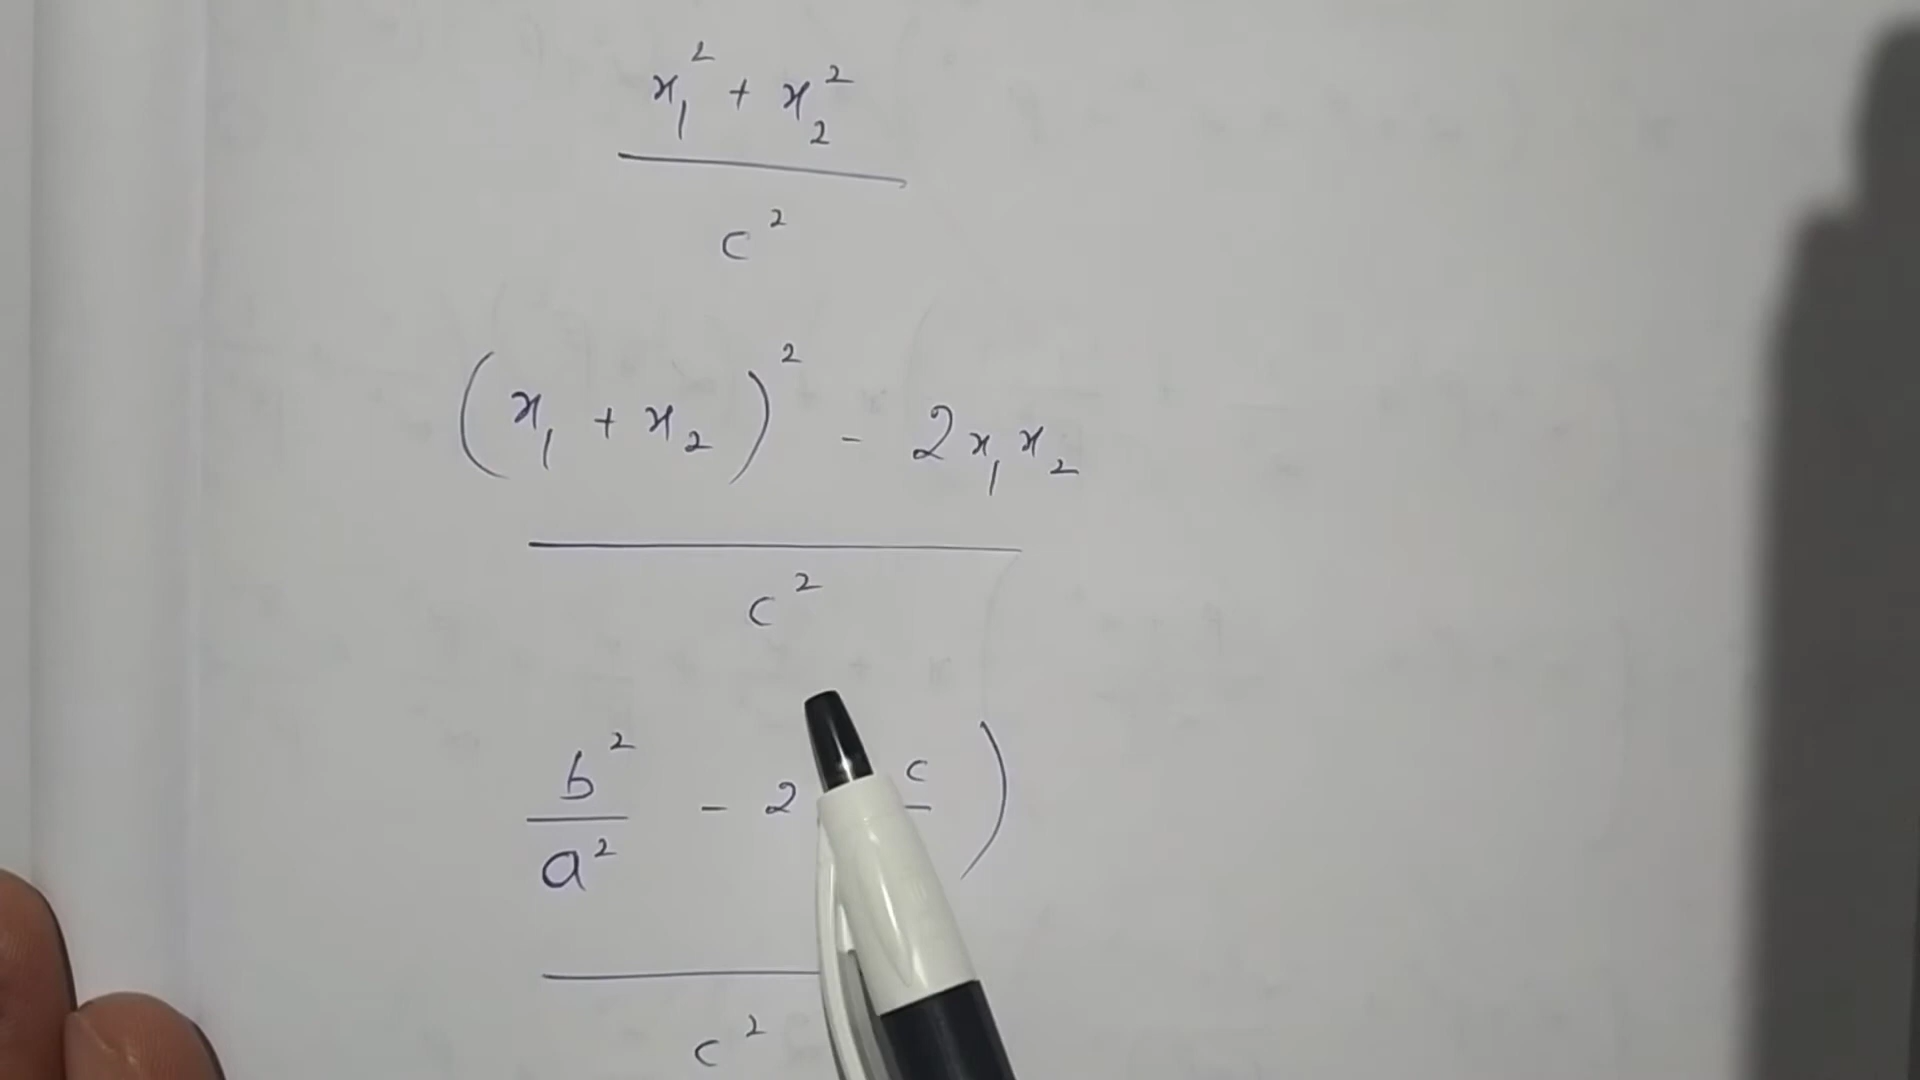 x₁² + x₂²
c²
(x₁ + x₂)² - 2x₁x₂
c²
b² - 2 c )
a²
c²